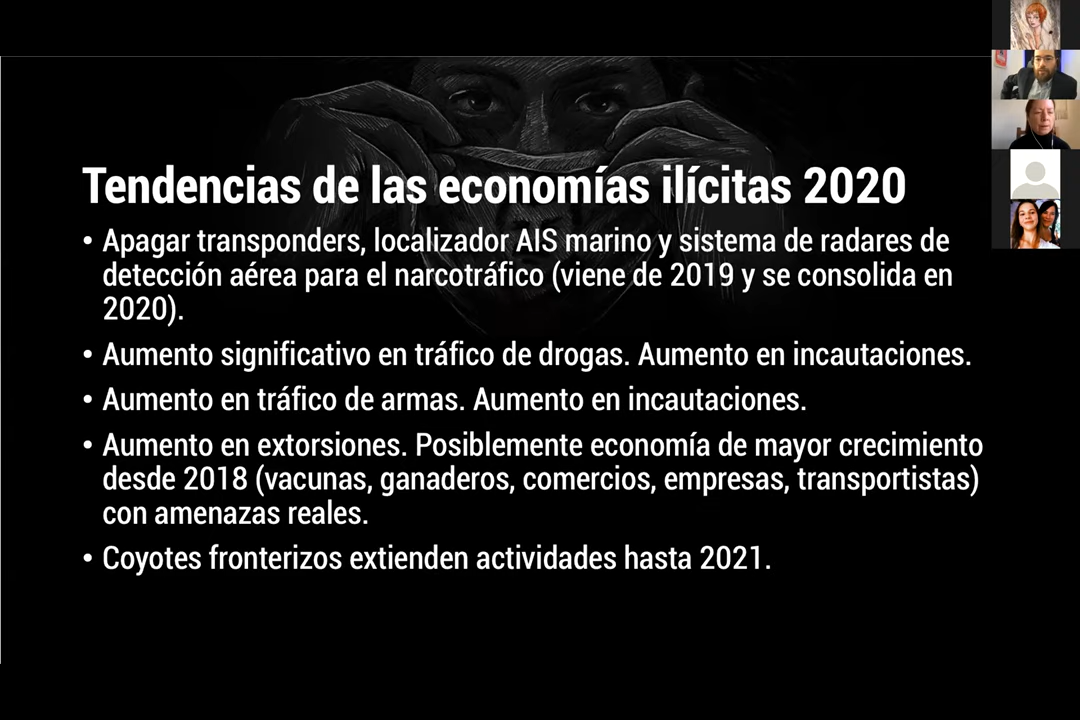 Tendencias de las economías ilícitas 2020
• Apagar transponders, localizador AIS marino y sistema de radares de
detección aérea para el narcotráfico (viene de 2019 y se consolida en
2020).
• Aumento significativo en tráfico de drogas. Aumento en incautaciones.
• Aumento en tráfico de armas. Aumento en incautaciones.
• Aumento en extorsiones. Posiblemente economía de mayor crecimiento
desde 2018 (vacunas, ganaderos, comercios, empresas, transportistas)
con amenazas reales.
• Coyotes fronterizos extienden actividades hasta 2021.